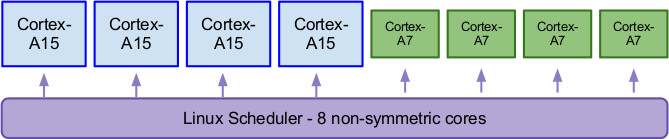 Cortex-
A15
Cortex-
A15
Cortex-
A15
Cortex-
A15
Cortex-
A7
Cortex-
A7
Cortex-
A7
Cortex-
A7
Linux Scheduler - 8 non-symmetric cores